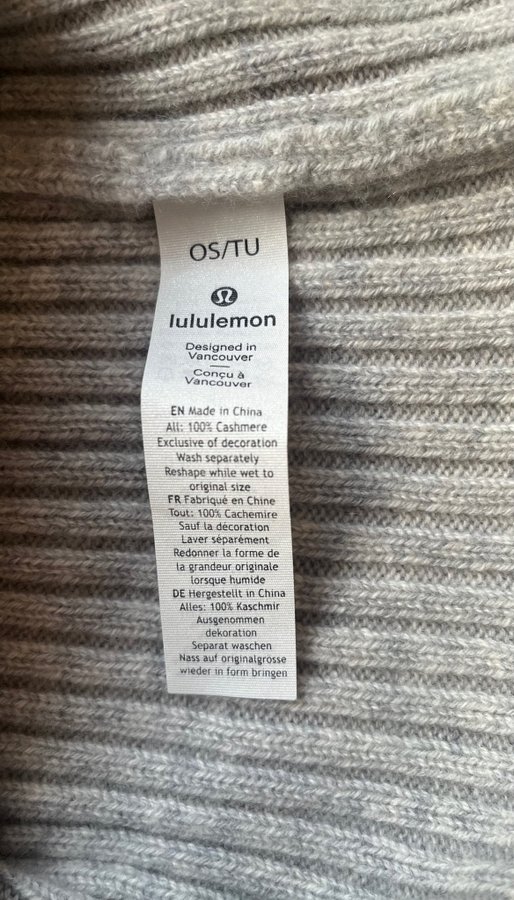 OS/TU
lululemon
Designed in
Vancouver
Conçu à
Vancouver
EN Made in China
All: 100% Cashmere
Exclusive of decoration
Wash separately
Reshape while wet to
original size
FR Fabriqué en Chine
Tout: 100% Cachemire
Sauf la décoration
Laver séparément
Redonner la forme de
la grandeur originale
lorsque humide
DE Hergestellt in China
Alles: 100% Kaschmir
Ausgenommen
dekoration
Separat waschen
Nass auf originalgrosse
wieder in form bringen